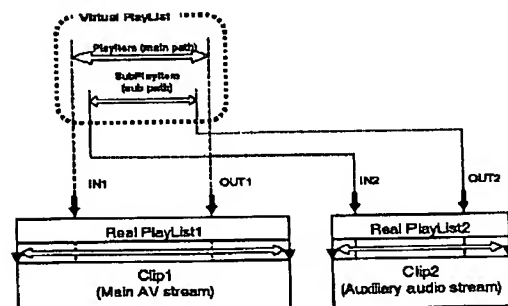 Virtual PlayList
PlayItem (main path)
SubPlayItem
(sub path)
IN1
OUT1
IN2
OUT2
Real PlayList1
Real PlayList2
Clip1
(Main AV stream)
Clip2
(Auxiliary audio stream)